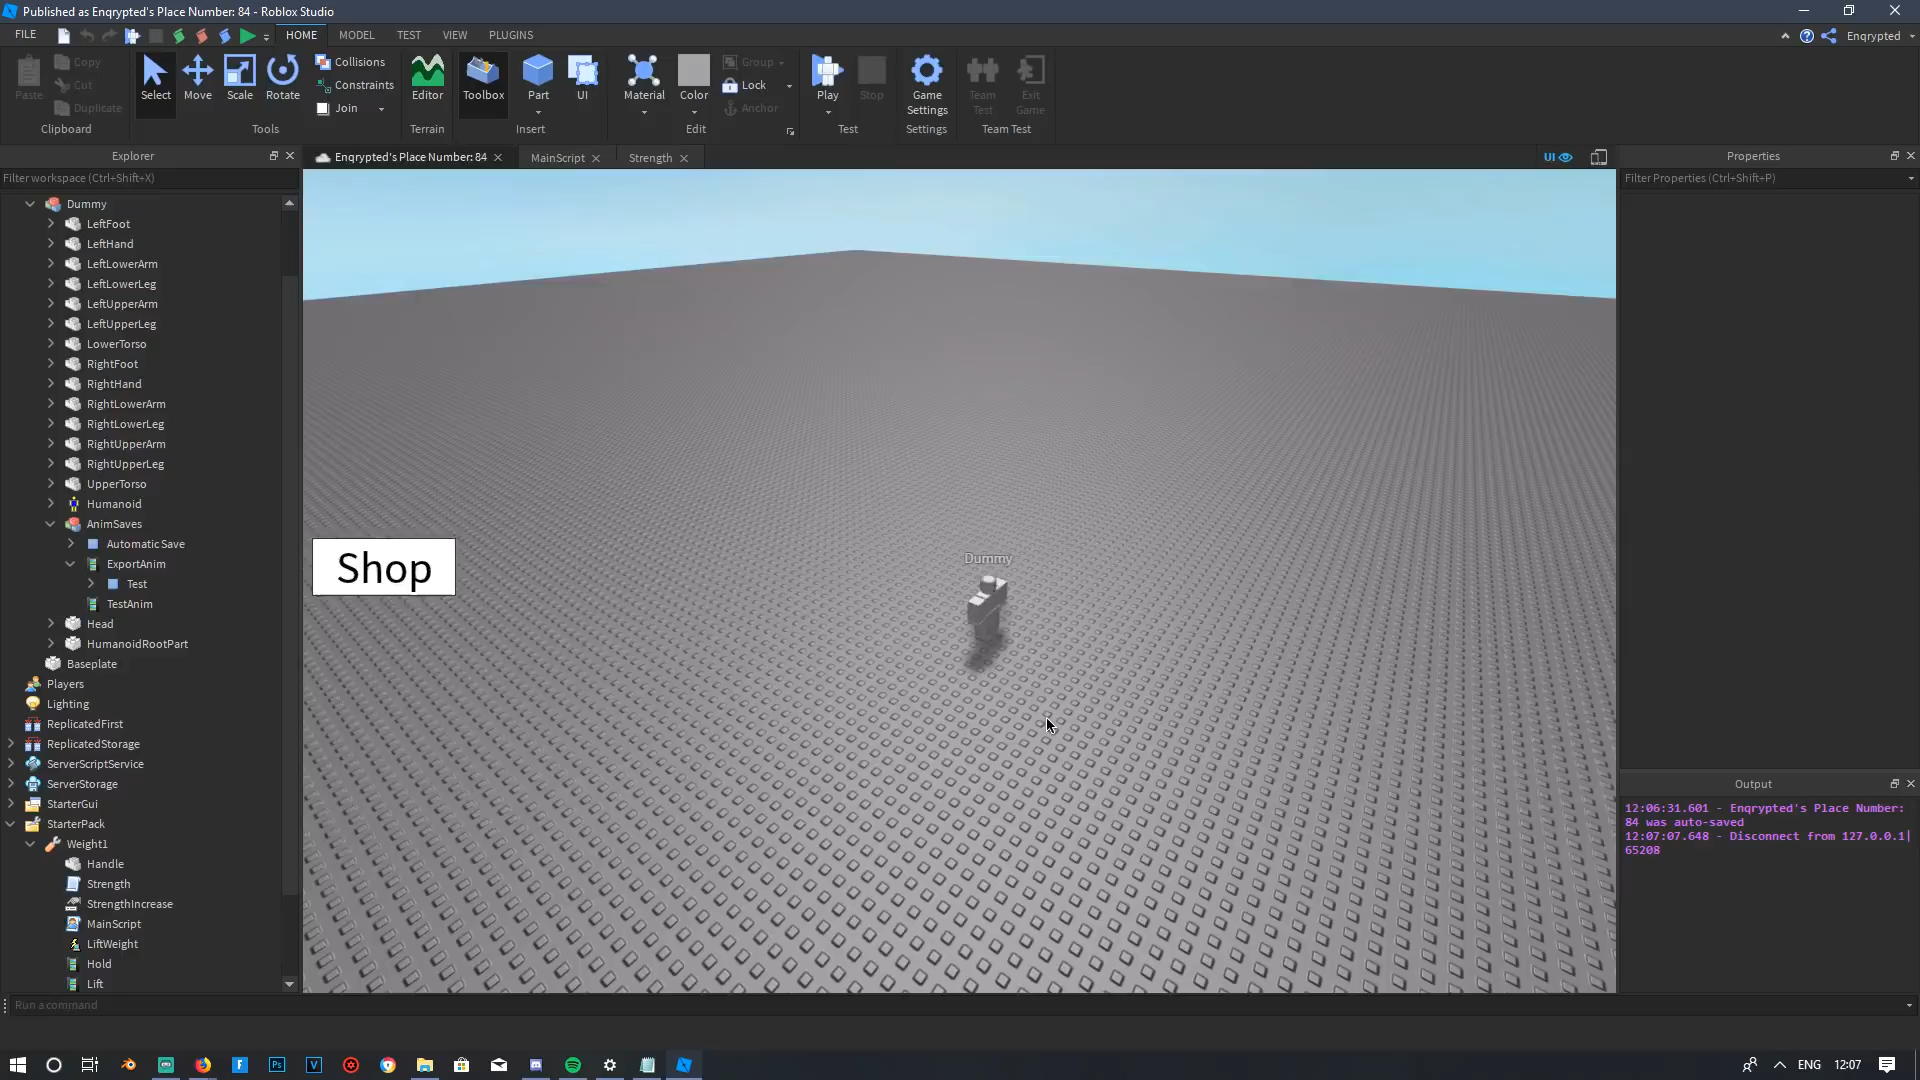 Published as Enqrypted's Place Number: 84 - Roblox Studio
FILE
HOME
MODEL
TEST
VIEW
PLUGINS
Enqrypted
Paste
Copy
Cut
Duplicate
Clipboard
Select
Move
Scale
Rotate
Collisions
Constraints
Join
Tools
Editor
Terrain
Toolbox
Part
UI
Insert
Material
Color
Group
Lock
Anchor
Edit
Play
Stop
Test
Game
Settings
Settings
Team
Test
Exit
Game
Team Test
Explorer
Filter workspace (Ctrl+Shift+X)
Dummy
LeftFoot
LeftHand
LeftLowerArm
LeftLowerLeg
LeftUpperArm
LeftUpperLeg
LowerTorso
RightFoot
RightHand
RightLowerArm
RightLowerLeg
RightUpperArm
RightUpperLeg
UpperTorso
Humanoid
AnimSaves
Automatic Save
ExportAnim
Test
TestAnim
Head
HumanoidRootPart
Baseplate
Players
Lighting
ReplicatedFirst
ReplicatedStorage
ServerScriptService
ServerStorage
StarterGui
StarterPack
Weight1
Handle
Strength
StrengthIncrease
MainScript
LiftWeight
Hold
Lift
Enqrypted's Place Number: 84
MainScript
Strength
UI
Shop
Dummy
Properties
Filter Properties (Ctrl+Shift+P)
Output
12:06:31.601 - Enqrypted's Place Number:
84 was auto-saved
12:07:07.648 - Disconnect from 127.0.0.1|
65208
Run a command
Ps
V
ENG
12:07